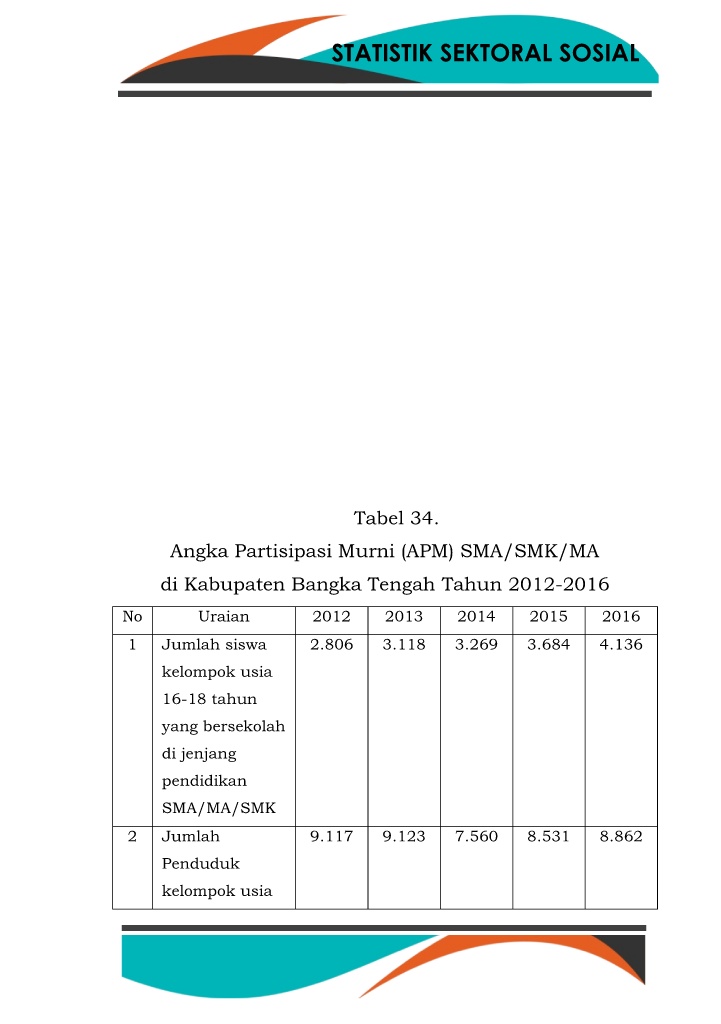 STATISTIK SEKTORAL SOSIAL
Tabel 34.
Angka Partisipasi Murni (APM) SMA/SMK/MA
di Kabupaten Bangka Tengah Tahun 2012-2016
No Uraian 2012 2013 2014 2015 2016
1 Jumlah siswa 2.806 3.118 3.269 3.684 4.136
kelompok usia
16-18 tahun
yang bersekolah
di jenjang
pendidikan
SMA/MA/SMK
2 Jumlah 9.117 9.123 7.560 8.531 8.862
Penduduk
kelompok usia